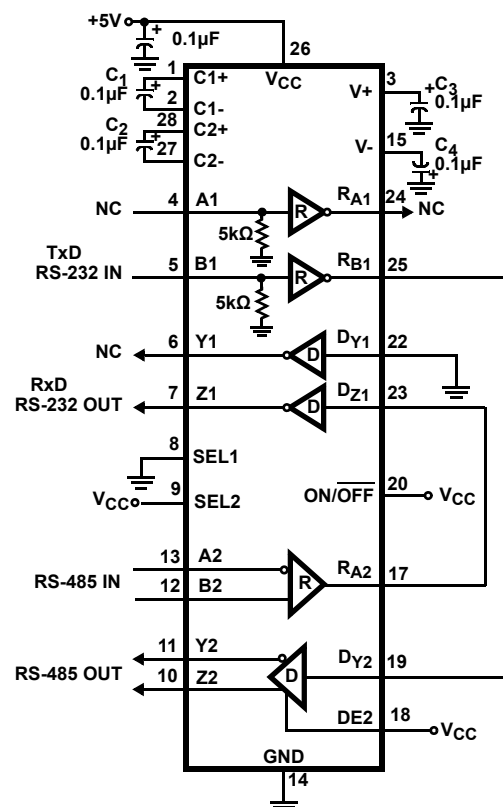 +5V
0.1µF
26
VCC
1
C1+
C1
0.1µF
2
C1-
28
C2+
C2
0.1µF
27
C2-
3
V+
C3
0.1µF
15
V-
C4
0.1µF
NC
4
A1
R
RA1
24
NC
5kΩ
TxD
RS-232 IN
5
B1
R
RB1
25
5kΩ
NC
6
Y1
D
DY1
22
RxD
RS-232 OUT
7
Z1
D
DZ1
23
8
SEL1
VCC
9
SEL2
ON/OFF
20
VCC
RS-485 IN
13
A2
12
B2
R
RA2
17
RS-485 OUT
11
Y2
10
Z2
D
DY2
19
DE2
18
VCC
GND
14